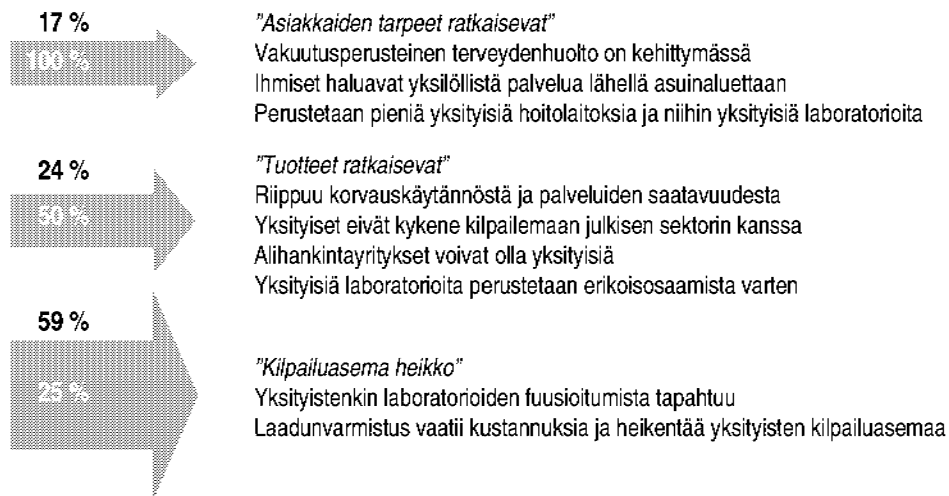 17 %
100 %
"Asiakkaiden tarpeet ratkaisevat"
Vakuutusperusteinen terveydenhuolto on kehittymässä
Ihmiset haluavat yksilöllistä palvelua lähellä asuinaluettaan
Perustetaan pieniä yksityisiä hoitolaitoksia ja niihin yksityisiä laboratorioita
24 %
50 %
"Tuotteet ratkaisevat"
Riippuu korvauskäytännöstä ja palveluiden saatavuudesta
Yksityiset eivät kykene kilpailemaan julkisen sektorin kanssa
Alihankintayritykset voivat olla yksityisiä
Yksityisiä laboratorioita perustetaan erikoisosaamista varten
59 %
25 %
"Kilpailuasema heikko"
Yksityistenkin laboratorioiden fuusioitumista tapahtuu
Laadunvarmistus vaatii kustannuksia ja heikentää yksityisten kilpailuasemaa